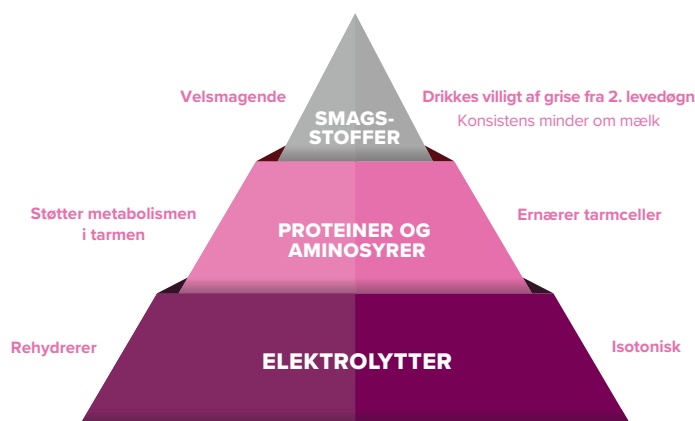 Velsmagende
SMAGS-
STOFFER
Drikkes villigt af grise fra 2. levedøgn
Konsistens minder om mælk
Støtter metabolismen
i tarmen
PROTEINER OG
AMINOSYRER
Ernærer tarmceller
Rehydrerer
ELEKTROLYTTER
Isotonisk